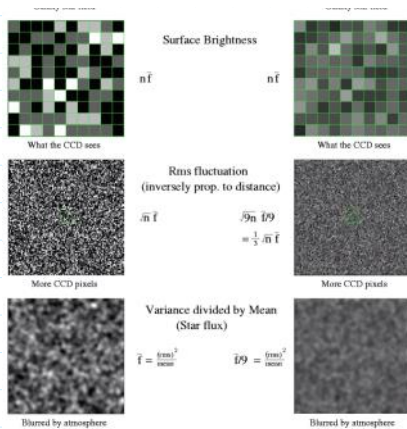 Surface Brightness
n f̄
n f̄
What the CCD sees
What the CCD sees
Rms fluctuation
(inversely prop. to distance)
√n f̄
√9n f̄/9
= 1/3 √n f̄
More CCD pixels
More CCD pixels
Variance divided by Mean
(Star flux)
f̄ = (rms)²/mean
f̄/9 = (rms)²/mean
Blurred by atmosphere
Blurred by atmosphere